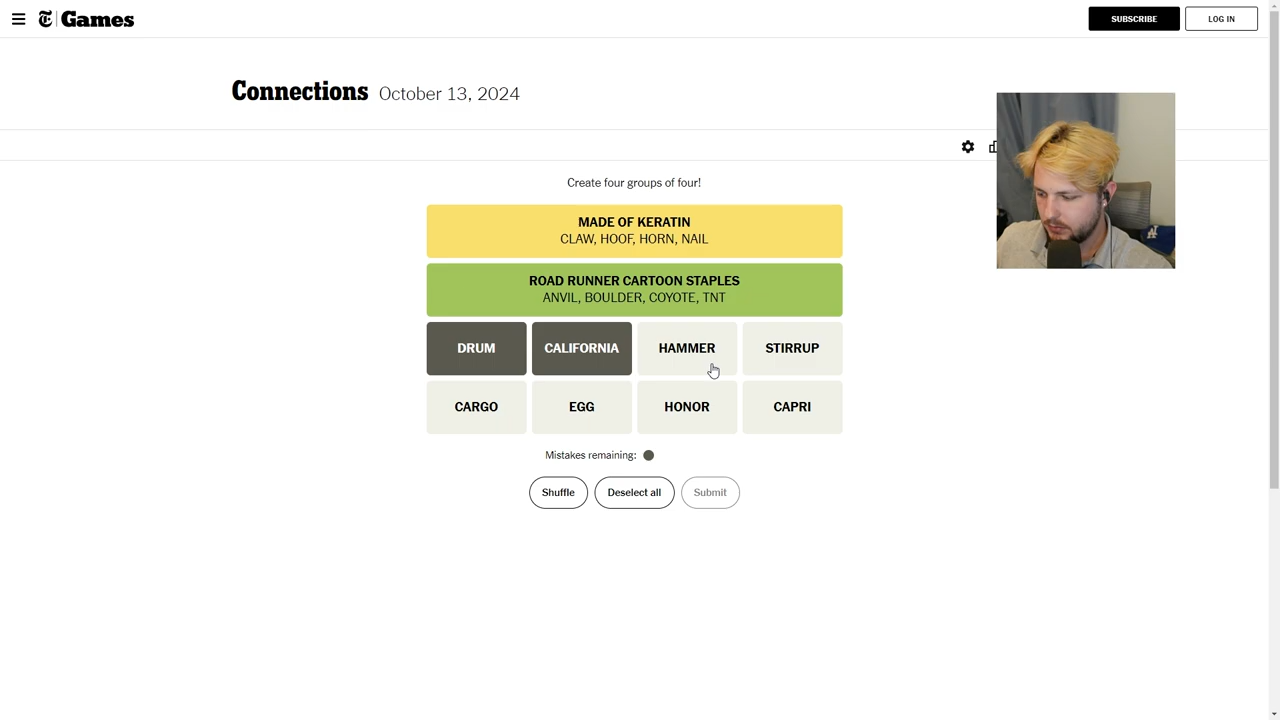 T Games
SUBSCRIBE
LOG IN
Connections October 13, 2024
Create four groups of four!
MADE OF KERATIN
CLAW, HOOF, HORN, NAIL
ROAD RUNNER CARTOON STAPLES
ANVIL, BOULDER, COYOTE, TNT
DRUM CALIFORNIA HAMMER STIRRUP
CARGO EGG HONOR CAPRI
Mistakes remaining:
Shuffle Deselect all Submit